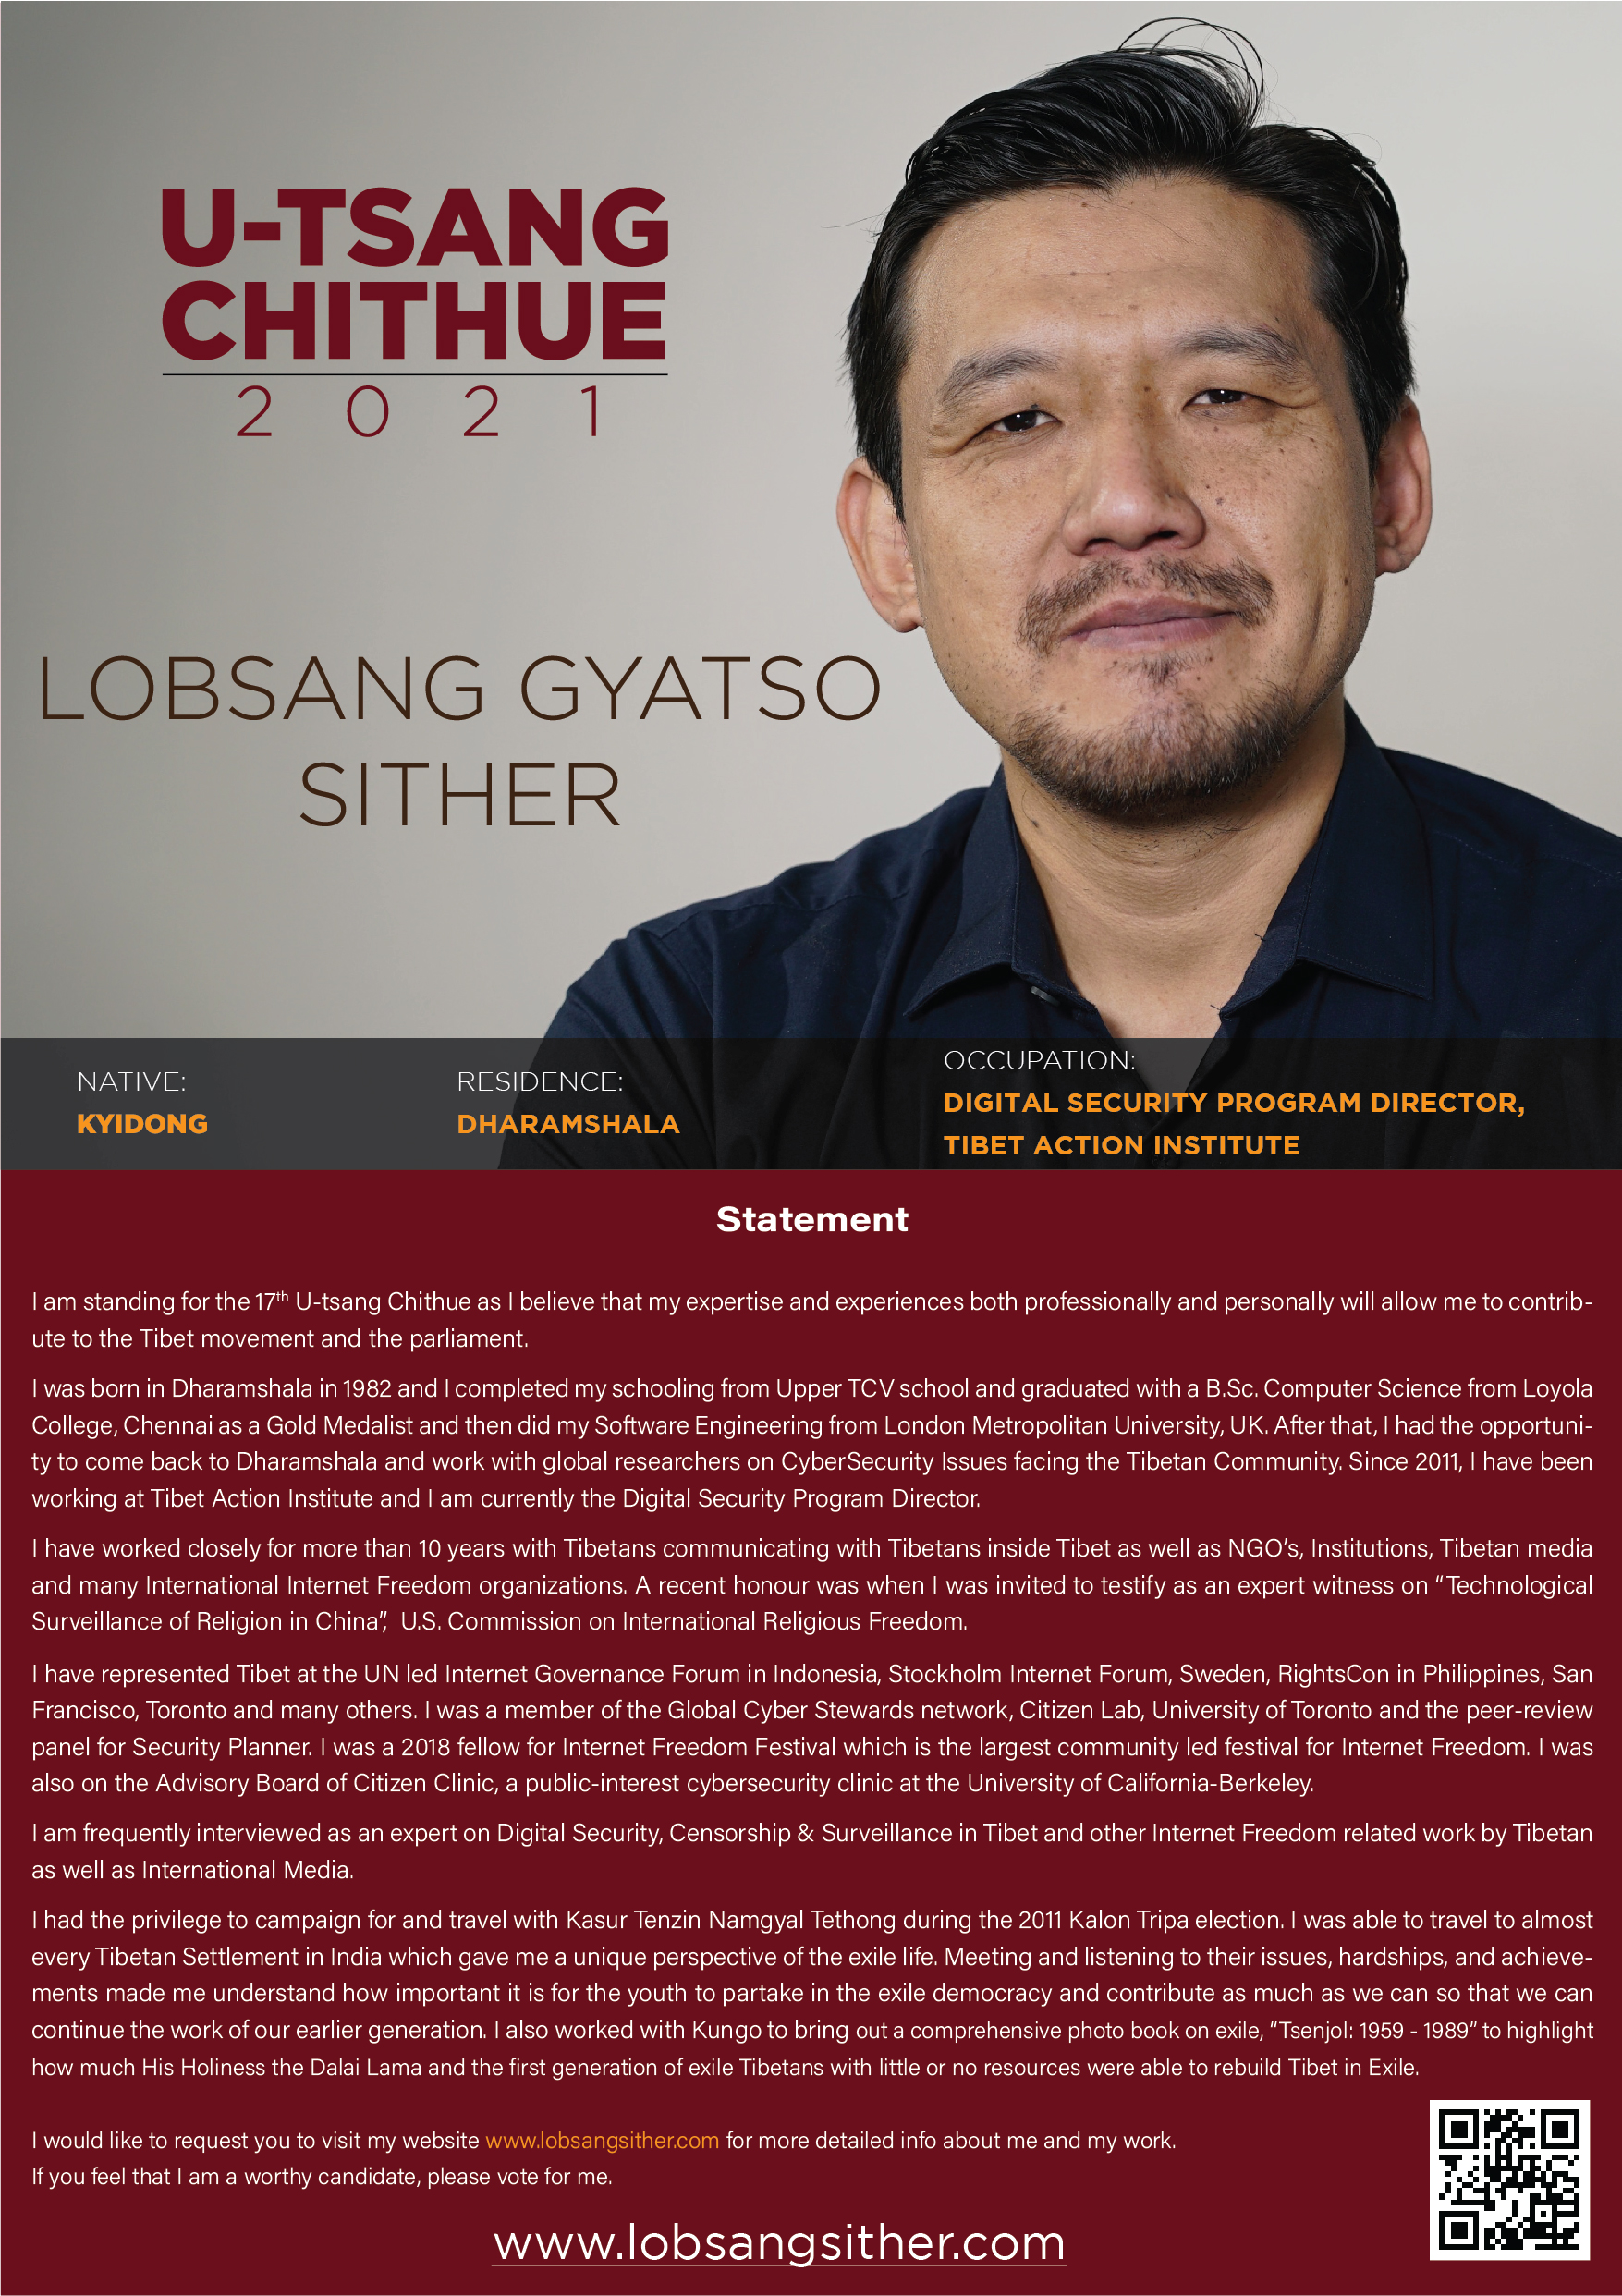 U-TSANG
CHITHUE
2021
LOBSANG GYATSO
SITHER
NATIVE:
KYIDONG
RESIDENCE:
DHARAMSHALA
OCCUPATION:
DIGITAL SECURITY PROGRAM DIRECTOR,
TIBET ACTION INSTITUTE
Statement
I am standing for the 17th U-tsang Chithue as I believe that my expertise and experiences both professionally and personally will allow me to contrib-
ute to the Tibet movement and the parliament.
I was born in Dharamshala in 1982 and I completed my schooling from Upper TCV school and graduated with a B.Sc. Computer Science from Loyola
College, Chennai as a Gold Medalist and then did my Software Engineering from London Metropolitan University, UK. After that, I had the opportuni-
ty to come back to Dharamshala and work with global researchers on CyberSecurity Issues facing the Tibetan Community. Since 2011, I have been
working at Tibet Action Institute and I am currently the Digital Security Program Director.
I have worked closely for more than 10 years with Tibetans communicating with Tibetans inside Tibet as well as NGO's, Institutions, Tibetan media
and many International Internet Freedom organizations. A recent honour was when I was invited to testify as an expert witness on "Technological
Surveillance of Religion in China", U.S. Commission on International Religious Freedom.
I have represented Tibet at the UN led Internet Governance Forum in Indonesia, Stockholm Internet Forum, Sweden, RightsCon in Philippines, San
Francisco, Toronto and many others. I was a member of the Global Cyber Stewards network, Citizen Lab, University of Toronto and the peer-review
panel for Security Planner. I was a 2018 fellow for Internet Freedom Festival which is the largest community led festival for Internet Freedom. I was
also on the Advisory Board of Citizen Clinic, a public-interest cybersecurity clinic at the University of California-Berkeley.
I am frequently interviewed as an expert on Digital Security, Censorship & Surveillance in Tibet and other Internet Freedom related work by Tibetan
as well as International Media.
I had the privilege to campaign for and travel with Kasur Tenzin Namgyal Tethong during the 2011 Kalon Tripa election. I was able to travel to almost
every Tibetan Settlement in India which gave me a unique perspective of the exile life. Meeting and listening to their issues, hardships, and achieve-
ments made me understand how important it is for the youth to partake in the exile democracy and contribute as much as we can so that we can
continue the work of our earlier generation. I also worked with Kungo to bring out a comprehensive photo book on exile, "Tsenjol: 1959 - 1989" to highlight
how much His Holiness the Dalai Lama and the first generation of exile Tibetans with little or no resources were able to rebuild Tibet in Exile.
I would like to request you to visit my website www.lobsangsither.com for more detailed info about me and my work.
If you feel that I am a worthy candidate, please vote for me.
www.lobsangsither.com